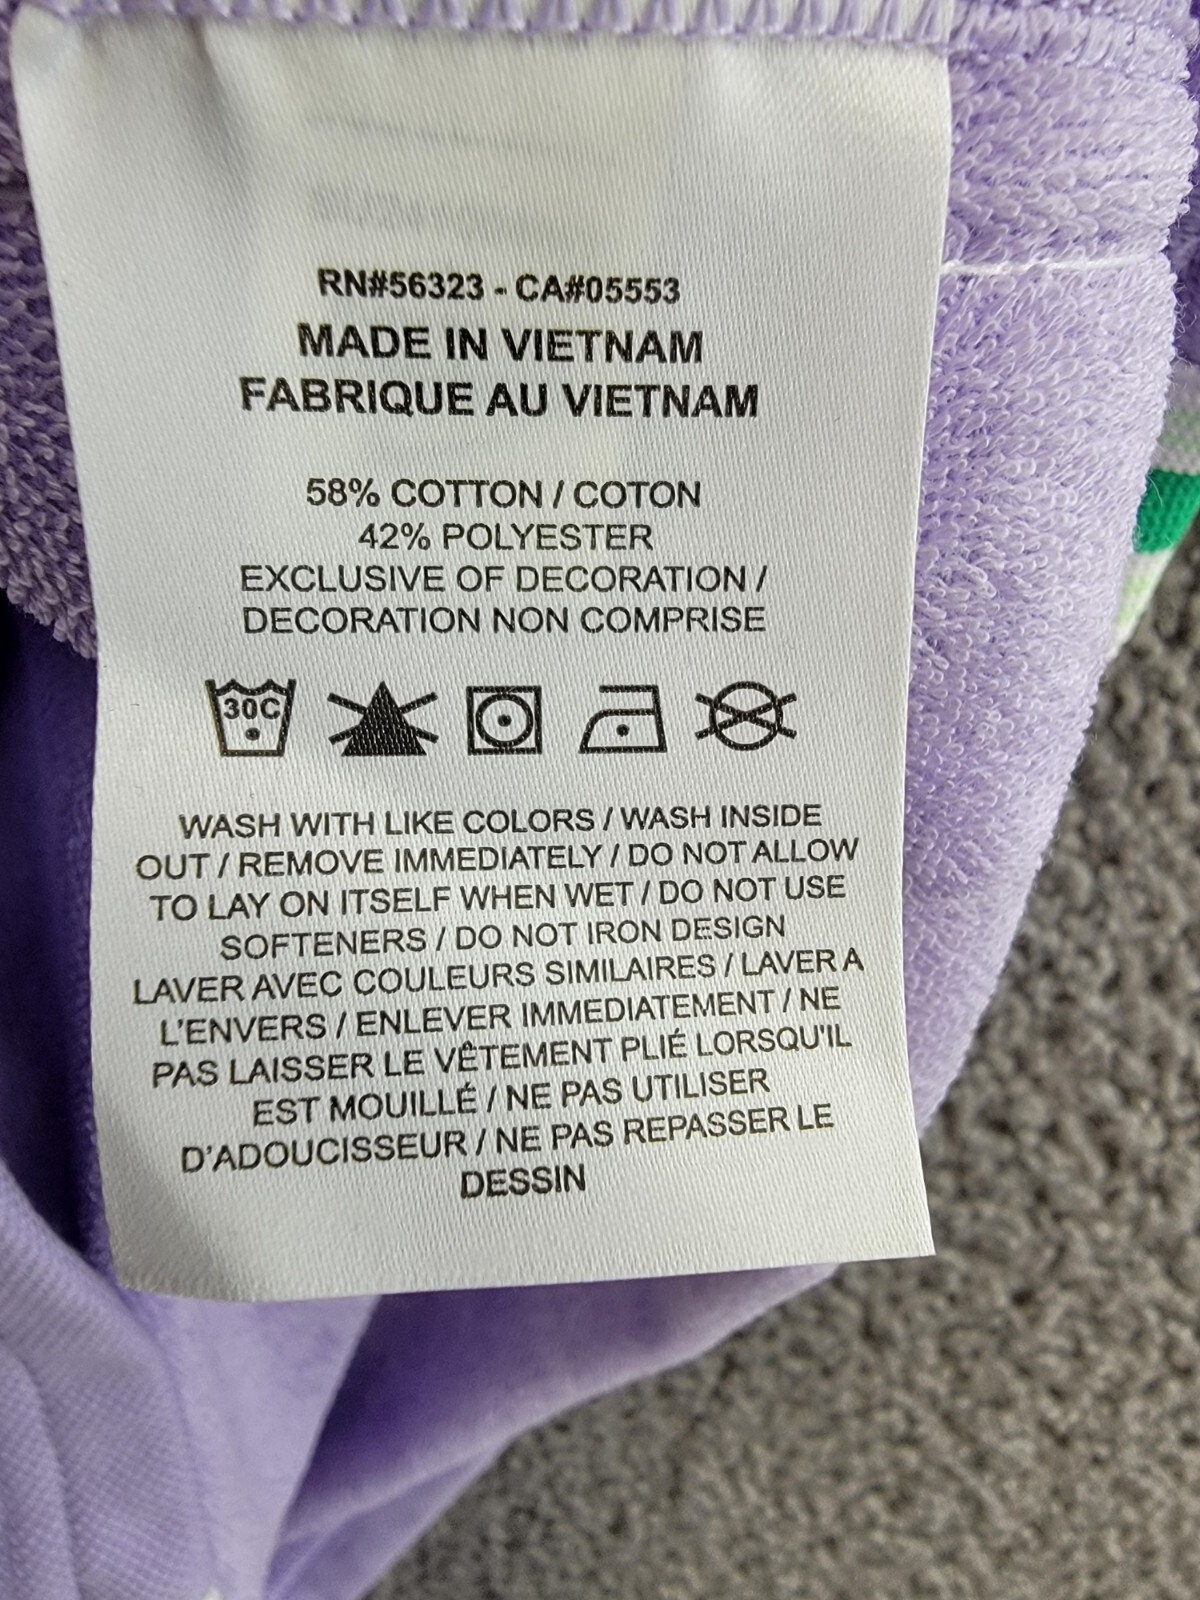 RN#56323 - CA#05553
MADE IN VIETNAM
FABRIQUE AU VIETNAM
58% COTTON / COTON
42% POLYESTER
EXCLUSIVE OF DECORATION /
DECORATION NON COMPRISE
30C
WASH WITH LIKE COLORS / WASH INSIDE
OUT / REMOVE IMMEDIATELY / DO NOT ALLOW
TO LAY ON ITSELF WHEN WET / DO NOT USE
SOFTENERS / DO NOT IRON DESIGN
LAVER AVEC COULEURS SIMILAIRES / LAVER A
L'ENVERS / ENLEVER IMMEDIATEMENT / NE
PAS LAISSER LE VÊTEMENT PLIÉ LORSQU'IL
EST MOUILLÉ / NE PAS UTILISER
D'ADOUCISSEUR / NE PAS REPASSER LE
DESSIN